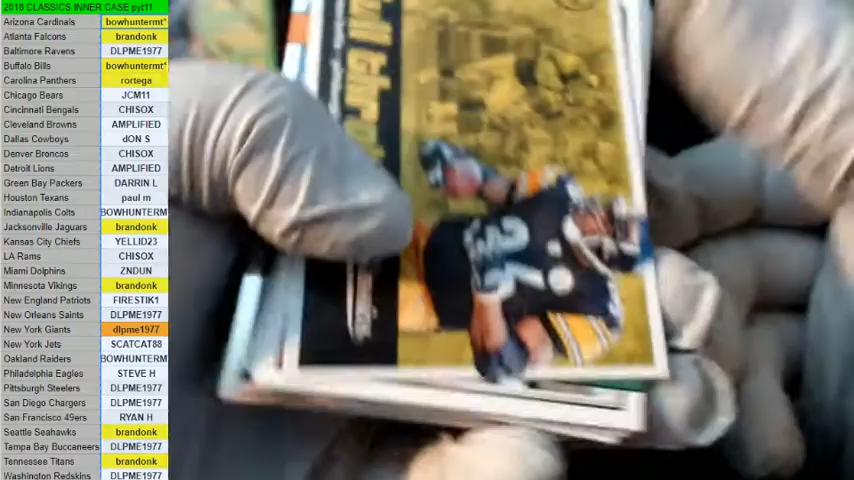 2018 CLASSICS INNER CASE pyt11
Arizona Cardinals bowhuntermt*
Atlanta Falcons brandonk
Baltimore Ravens DLPME1977
Buffalo Bills bowhuntermt*
Carolina Panthers rortega
Chicago Bears JCM11
Cincinnati Bengals CHISOX
Cleveland Browns AMPLIFIED
Dallas Cowboys dON S
Denver Broncos CHISOX
Detroit Lions AMPLIFIED
Green Bay Packers DARRIN L
Houston Texans paul m
Indianapolis Colts BOWHUNTERM
Jacksonville Jaguars brandonk
Kansas City Chiefs YELLID23
LA Rams CHISOX
Miami Dolphins ZNDUN
Minnesota Vikings brandonk
New England Patriots FIRESTIK1
New Orleans Saints DLPME1977
New York Giants dlpme1977
New York Jets SCATCAT88
Oakland Raiders BOWHUNTERM
Philadelphia Eagles STEVE H
Pittsburgh Steelers DLPME1977
San Diego Chargers DLPME1977
San Francisco 49ers RYAN H
Seattle Seahawks brandonk
Tampa Bay Buccaneers DLPME1977
Tennessee Titans brandonk
Washington Redskins DLPME1977